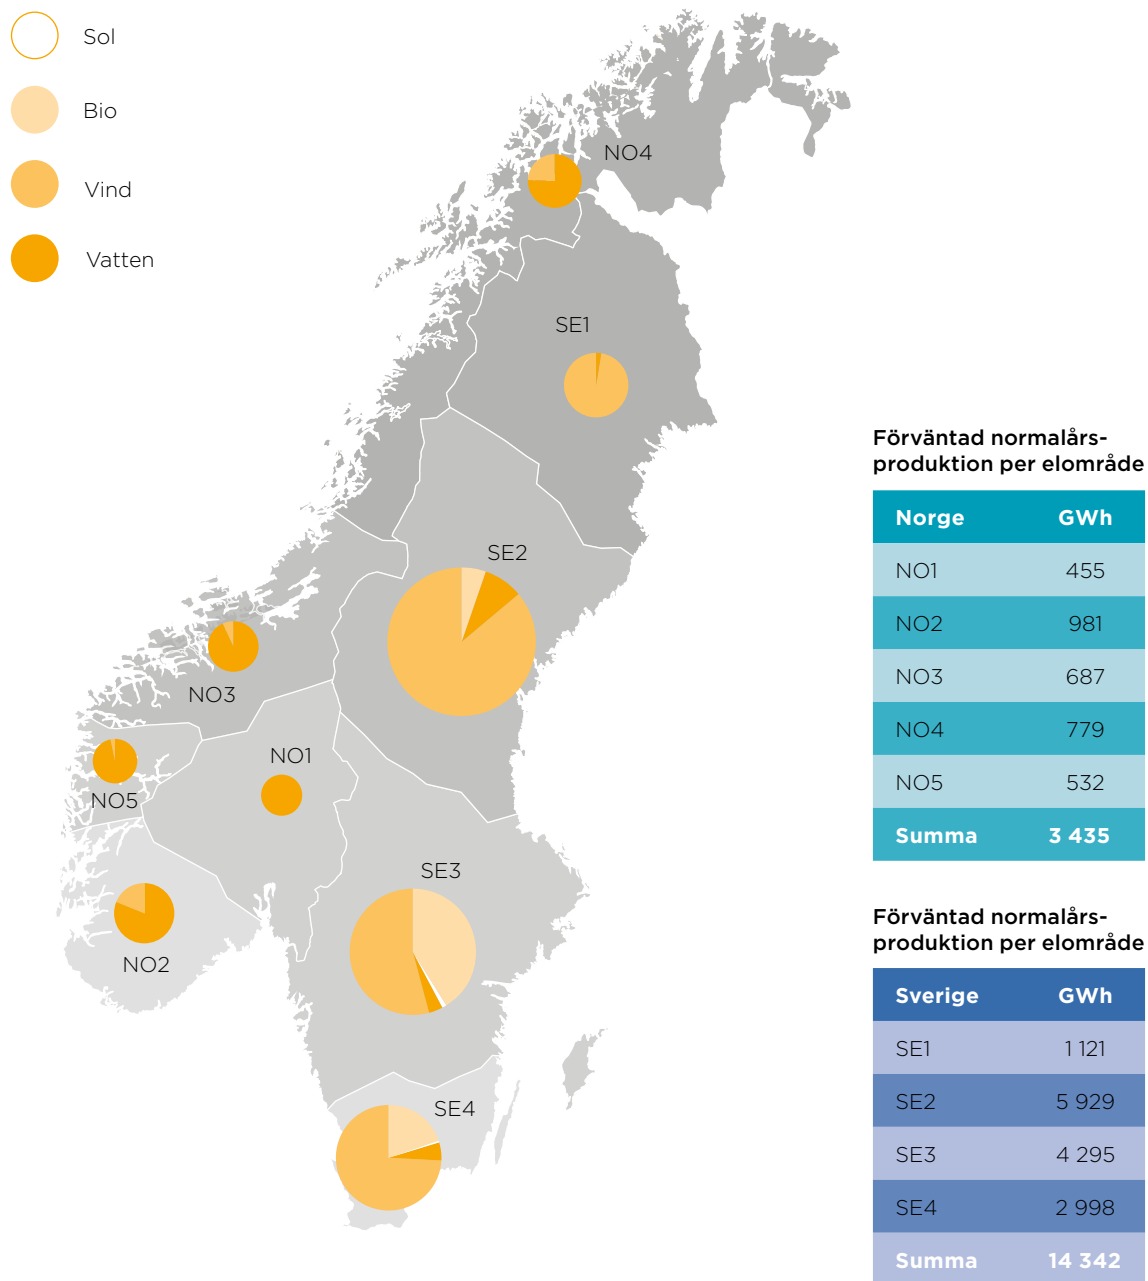 Sol
Bio
Vind
Vatten
NO4
SE1
SE2
NO3
NO1
NO5
SE3
NO2
SE4
Förväntad normalårs-
produktion per elområde
Norge GWh
NO1 455
NO2 981
NO3 687
NO4 779
NO5 532
Summa 3 435
Förväntad normalårs-
produktion per elområde
Sverige GWh
SE1 1 121
SE2 5 929
SE3 4 295
SE4 2 998
Summa 14 342